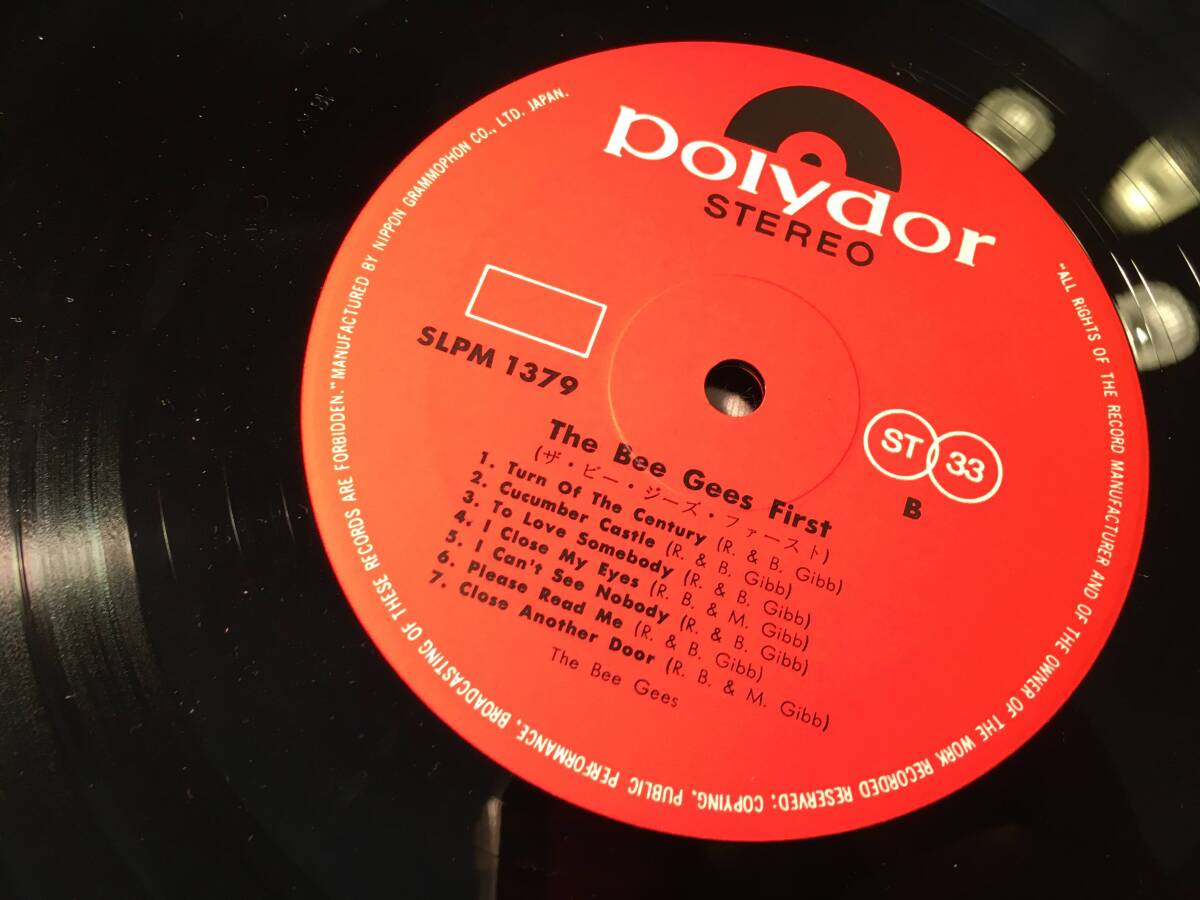 polydor
STEREO
SLPM 1379
ST 33
B
The Bee Gees First
(ザ・ビー・ジーズ・ファースト)
1. Turn Of The Century (R. & B. Gibb)
2. Cucumber Castle (R. & B. Gibb)
3. To Love Somebody (R. & B. Gibb)
4. I Close My Eyes (R. B. & M. Gibb)
5. I Can't See Nobody (R. & B. Gibb)
6. Please Read Me (R. & B. Gibb)
7. Close Another Door (R. B. & M. Gibb)
The Bee Gees
"ALL RIGHTS OF THE RECORD MANUFACTURER AND OF THE OWNER OF THE WORK RECORDED RESERVED; COPYING, PUBLIC PERFORMANCE, BROADCASTING OF THESE RECORDS ARE FORBIDDEN." MANUFACTURED BY NIPPON GRAMMOPHON CO., LTD. JAPAN.